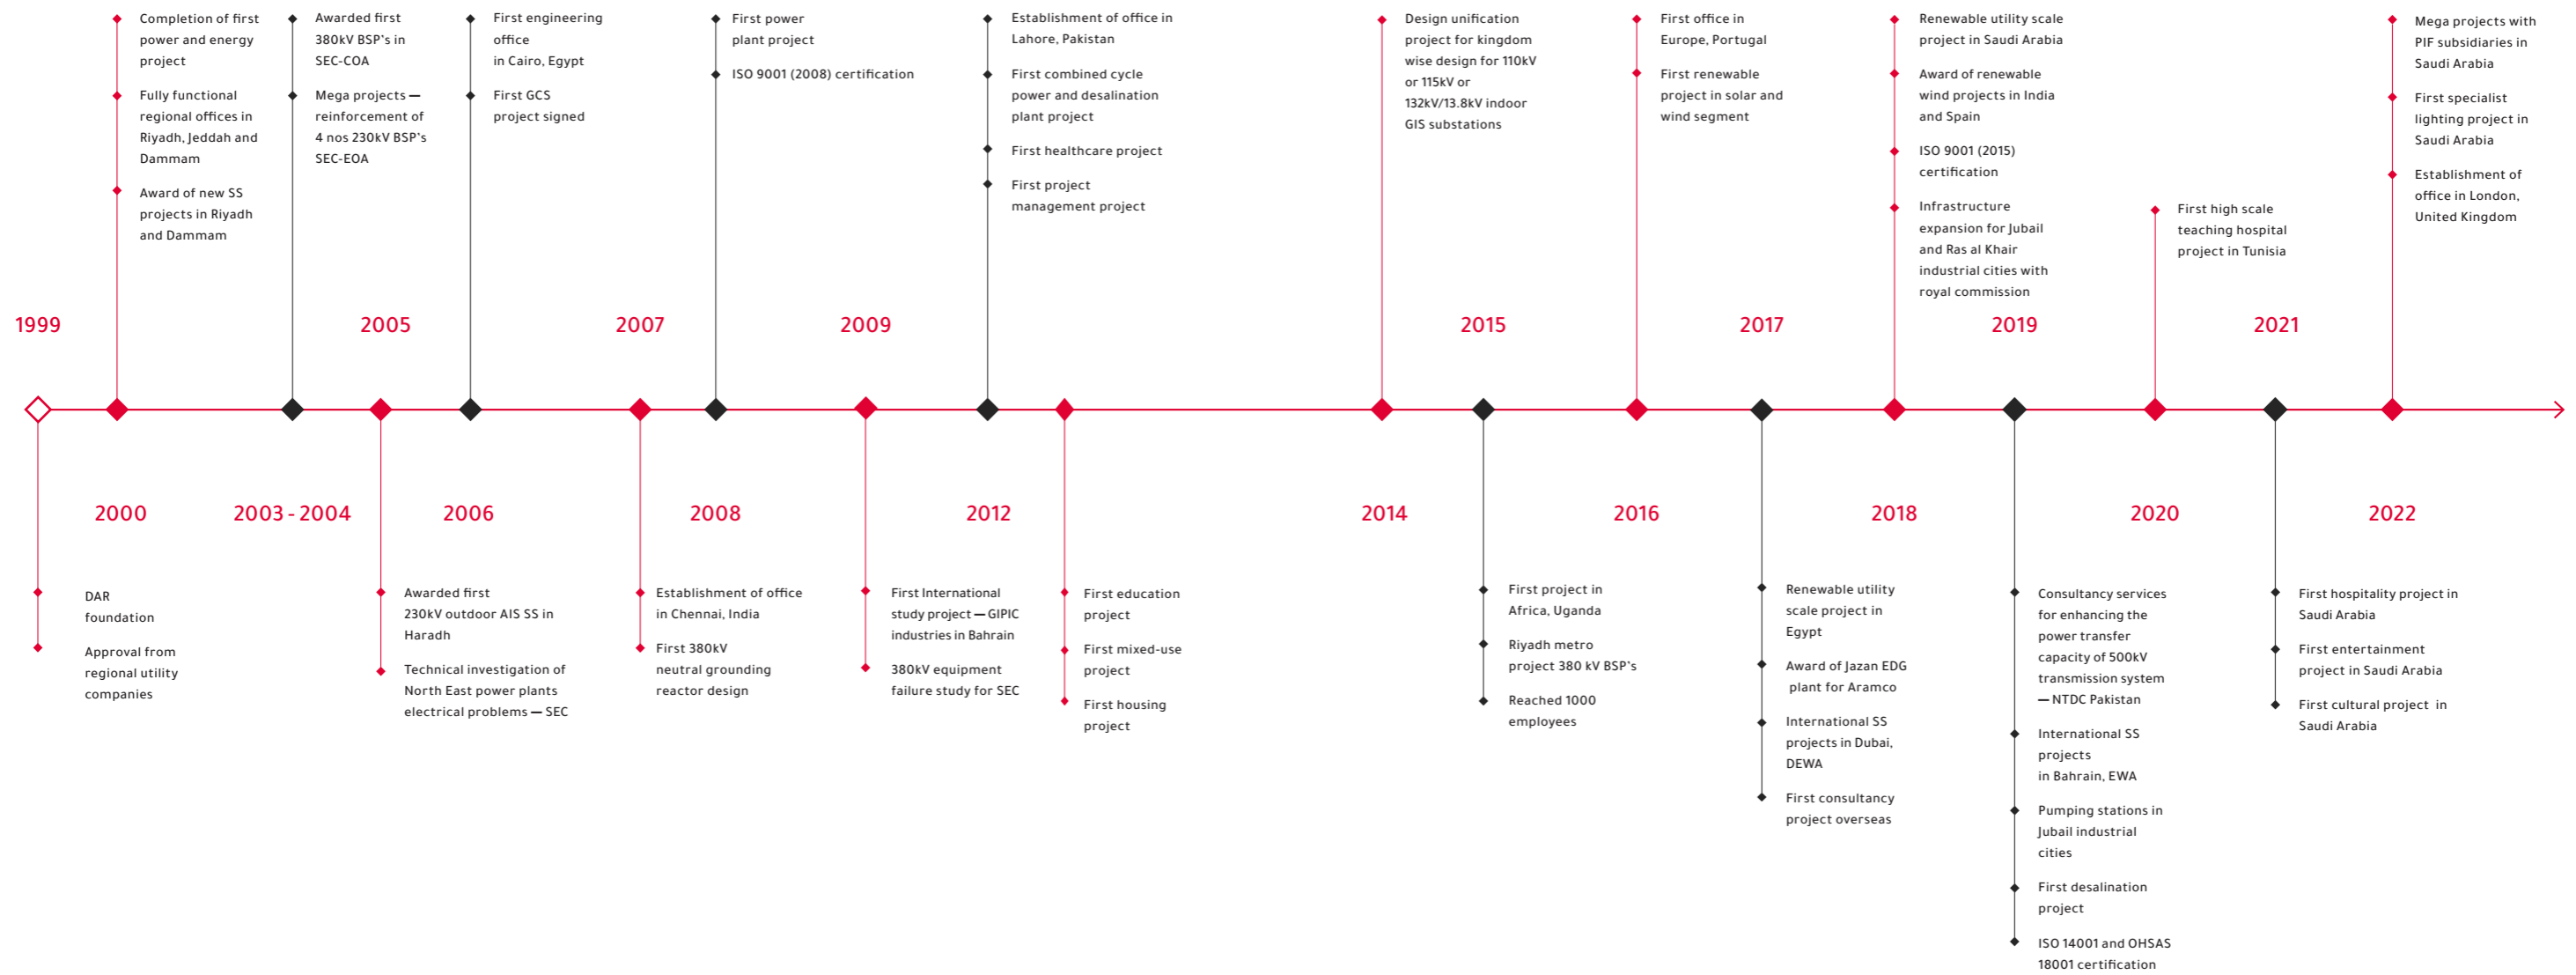 Completion of first
power and energy
project
Fully functional
regional offices in
Riyadh, Jeddah and
Dammam
Award of new SS
projects in Riyadh
and Dammam
Awarded first
380kV BSP's in
SEC-COA
Mega projects —
reinforcement of
4 nos 230kV BSP's
SEC-EOA
First engineering
office
in Cairo, Egypt
First GCS
project signed
First power
plant project
ISO 9001 (2008) certification
Establishment of office in
Lahore, Pakistan
First combined cycle
power and desalination
plant project
First healthcare project
First project
management project
Design unification
project for kingdom
wise design for 110kV
or 115kV or
132kV/13.8kV indoor
GIS substations
First office in
Europe, Portugal
First renewable
project in solar and
wind segment
Renewable utility scale
project in Saudi Arabia
Award of renewable
wind projects in India
and Spain
ISO 9001 (2015)
certification
Infrastructure
expansion for Jubail
and Ras al Khair
industrial cities with
royal commission
First high scale
teaching hospital
project in Tunisia
Mega projects with
PIF subsidiaries in
Saudi Arabia
First specialist
lighting project in
Saudi Arabia
Establishment of
office in London,
United Kingdom
1999
2005
2007
2009
2015
2017
2019
2021
2000
2003 - 2004
2006
2008
2012
2014
2016
2018
2020
2022
DAR
foundation
Approval from
regional utility
companies
Awarded first
230kV outdoor AIS SS in
Haradh
Technical investigation of
North East power plants
electrical problems — SEC
Establishment of office
in Chennai, India
First 380kV
neutral grounding
reactor design
First International
study project — GIPIC
industries in Bahrain
380kV equipment
failure study for SEC
First education
project
First mixed-use
project
First housing
project
First project in
Africa, Uganda
Riyadh metro
project 380 kV BSP's
Reached 1000
employees
Renewable utility
scale project in
Egypt
Award of Jazan EDG
plant for Aramco
International SS
projects in Dubai,
DEWA
First consultancy
project overseas
Consultancy services
for enhancing the
power transfer
capacity of 500kV
transmission system
— NTDC Pakistan
International SS
projects
in Bahrain, EWA
Pumping stations in
Jubail industrial
cities
First desalination
project
ISO 14001 and OHSAS
18001 certification
First hospitality project in
Saudi Arabia
First entertainment
project in Saudi Arabia
First cultural project in
Saudi Arabia